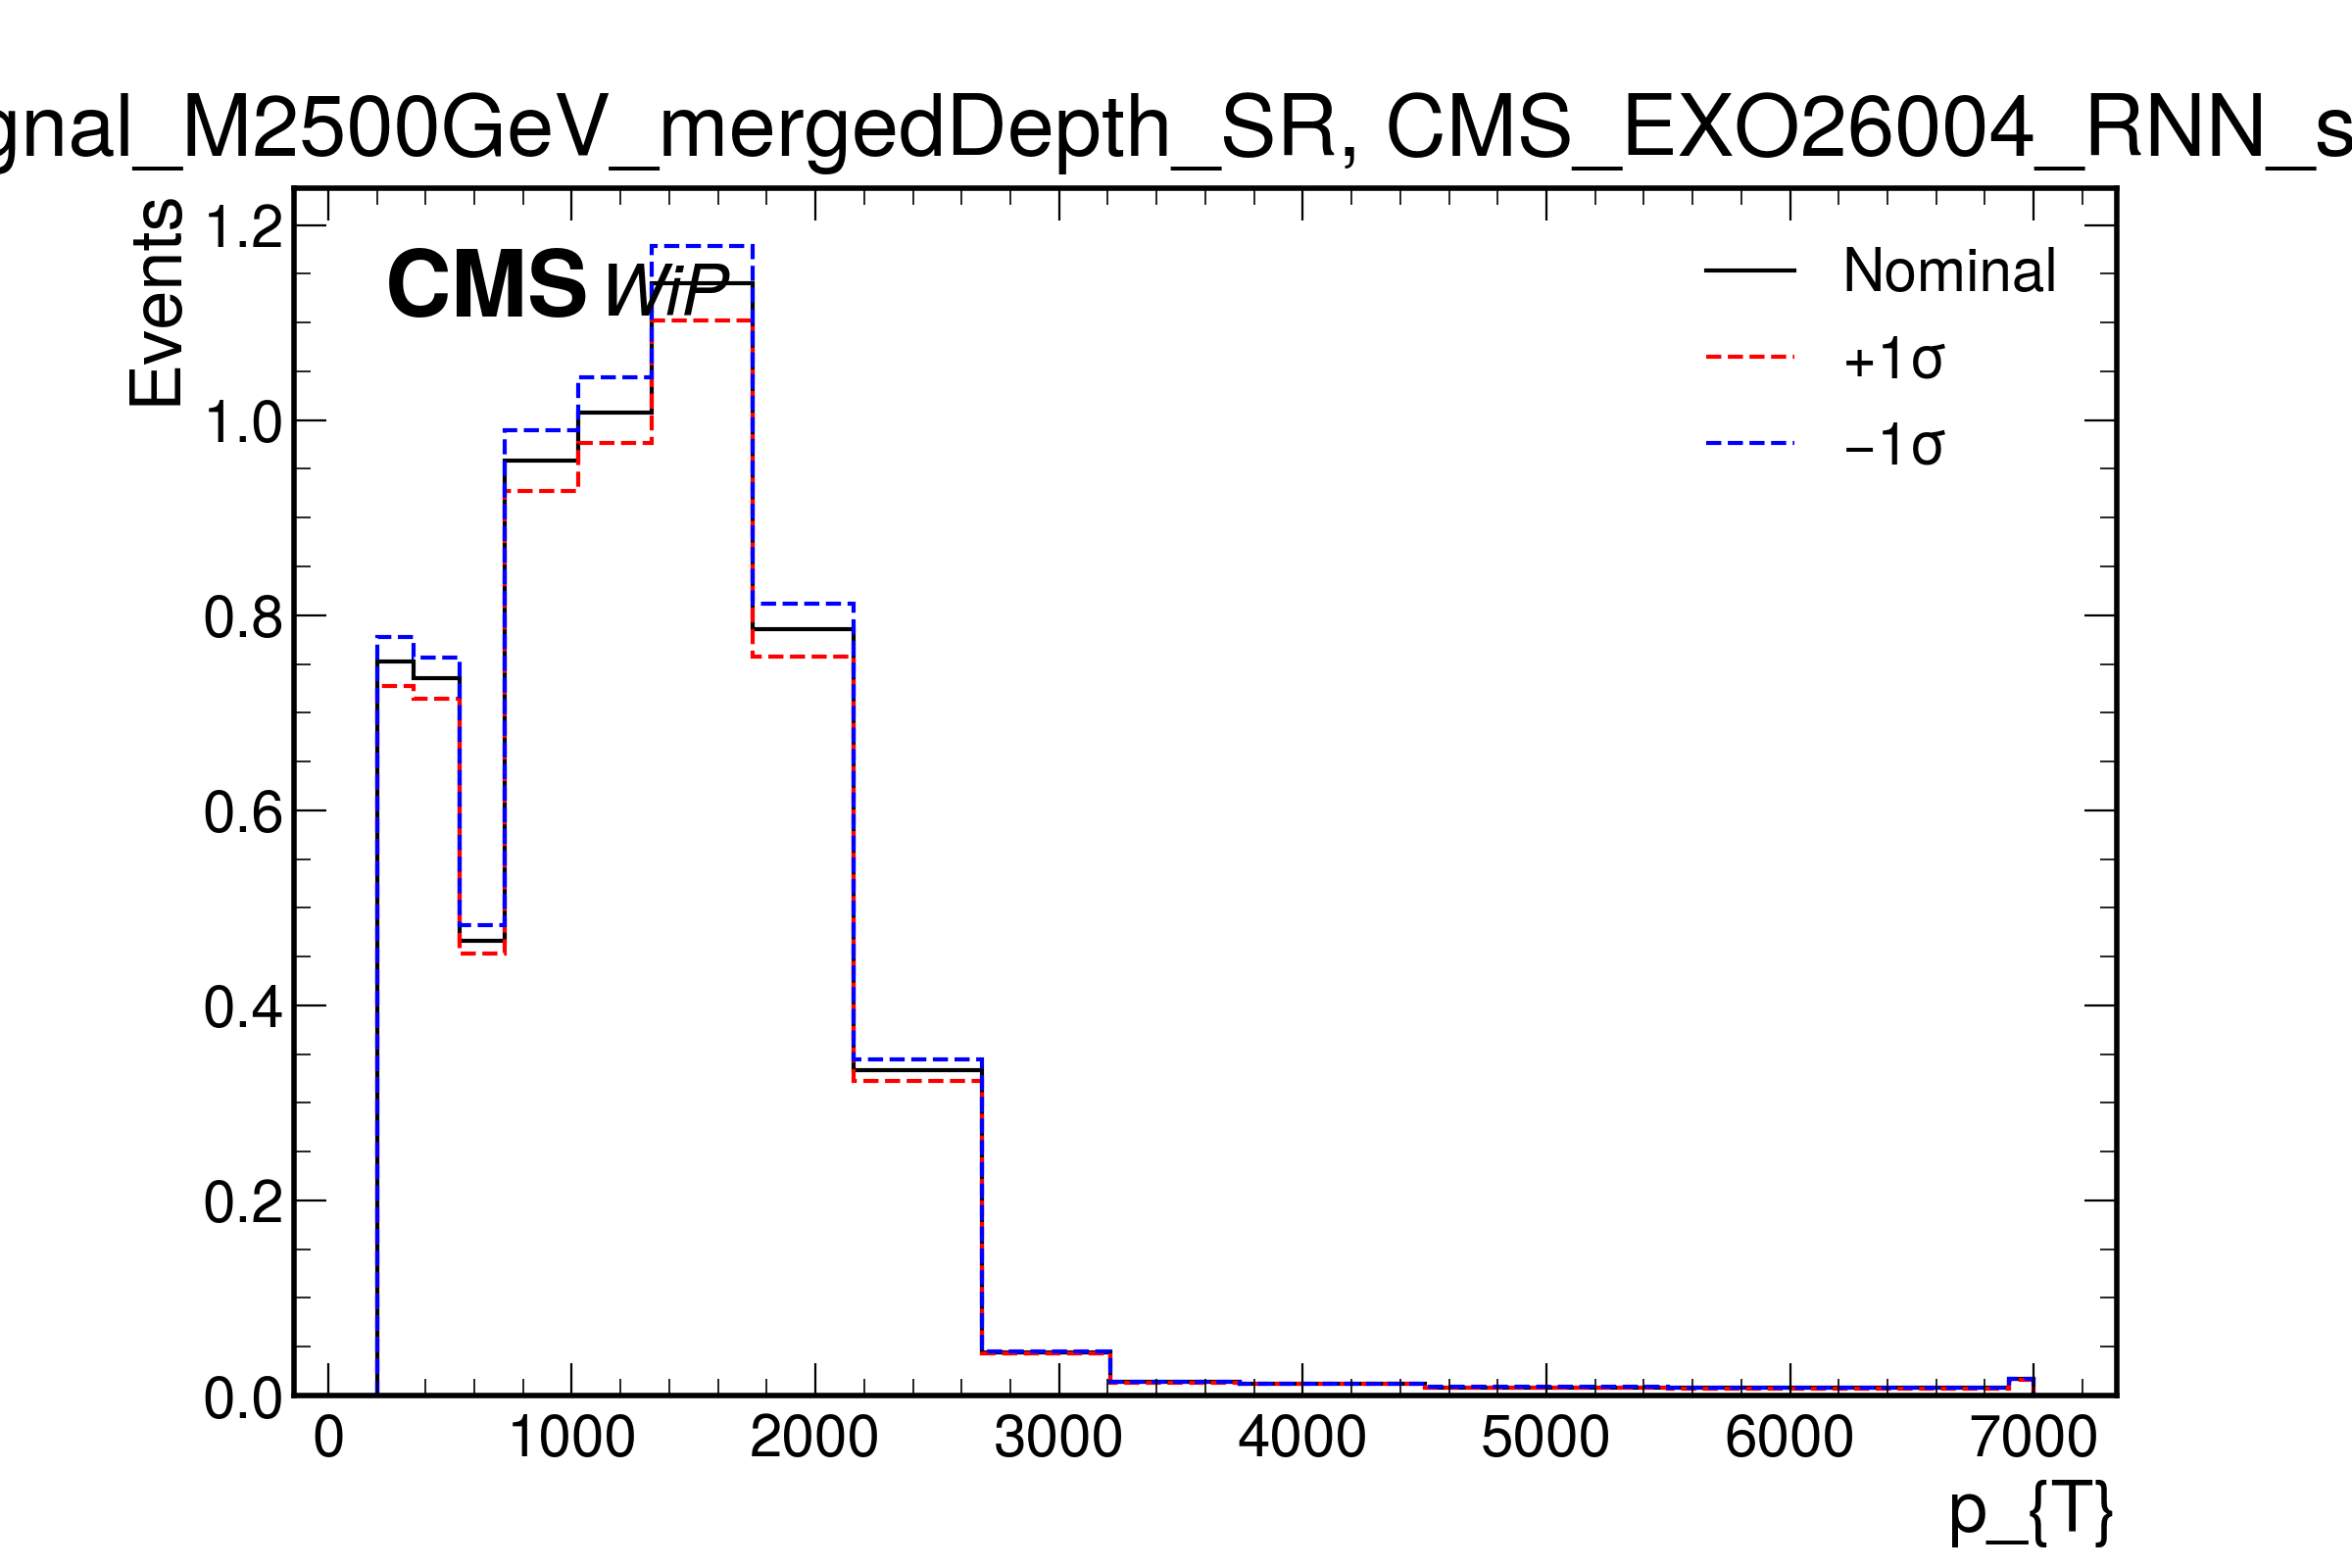 gnal_M2500GeV_mergedDepth_SR, CMS_EXO26004_RNN_s
Events
1.2
1.0
0.8
0.6
0.4
0.2
0.0
CMS WiP
Nominal
+1σ
−1σ
0 1000 2000 3000 4000 5000 6000 7000
p_{T}